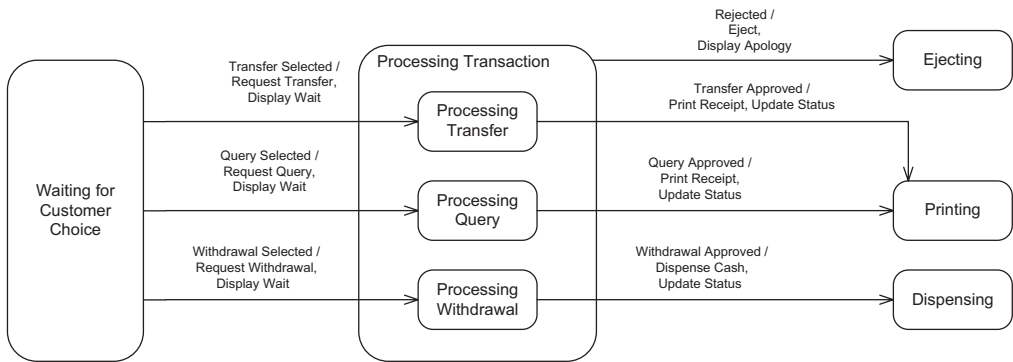 Waiting for
Customer
Choice
Transfer Selected /
Request Transfer,
Display Wait
Query Selected /
Request Query,
Display Wait
Withdrawal Selected /
Request Withdrawal,
Display Wait
Processing Transaction
Processing
Transfer
Processing
Query
Processing
Withdrawal
Rejected /
Eject,
Display Apology
Transfer Approved /
Print Receipt, Update Status
Query Approved /
Print Receipt,
Update Status
Withdrawal Approved /
Dispense Cash,
Update Status
Ejecting
Printing
Dispensing